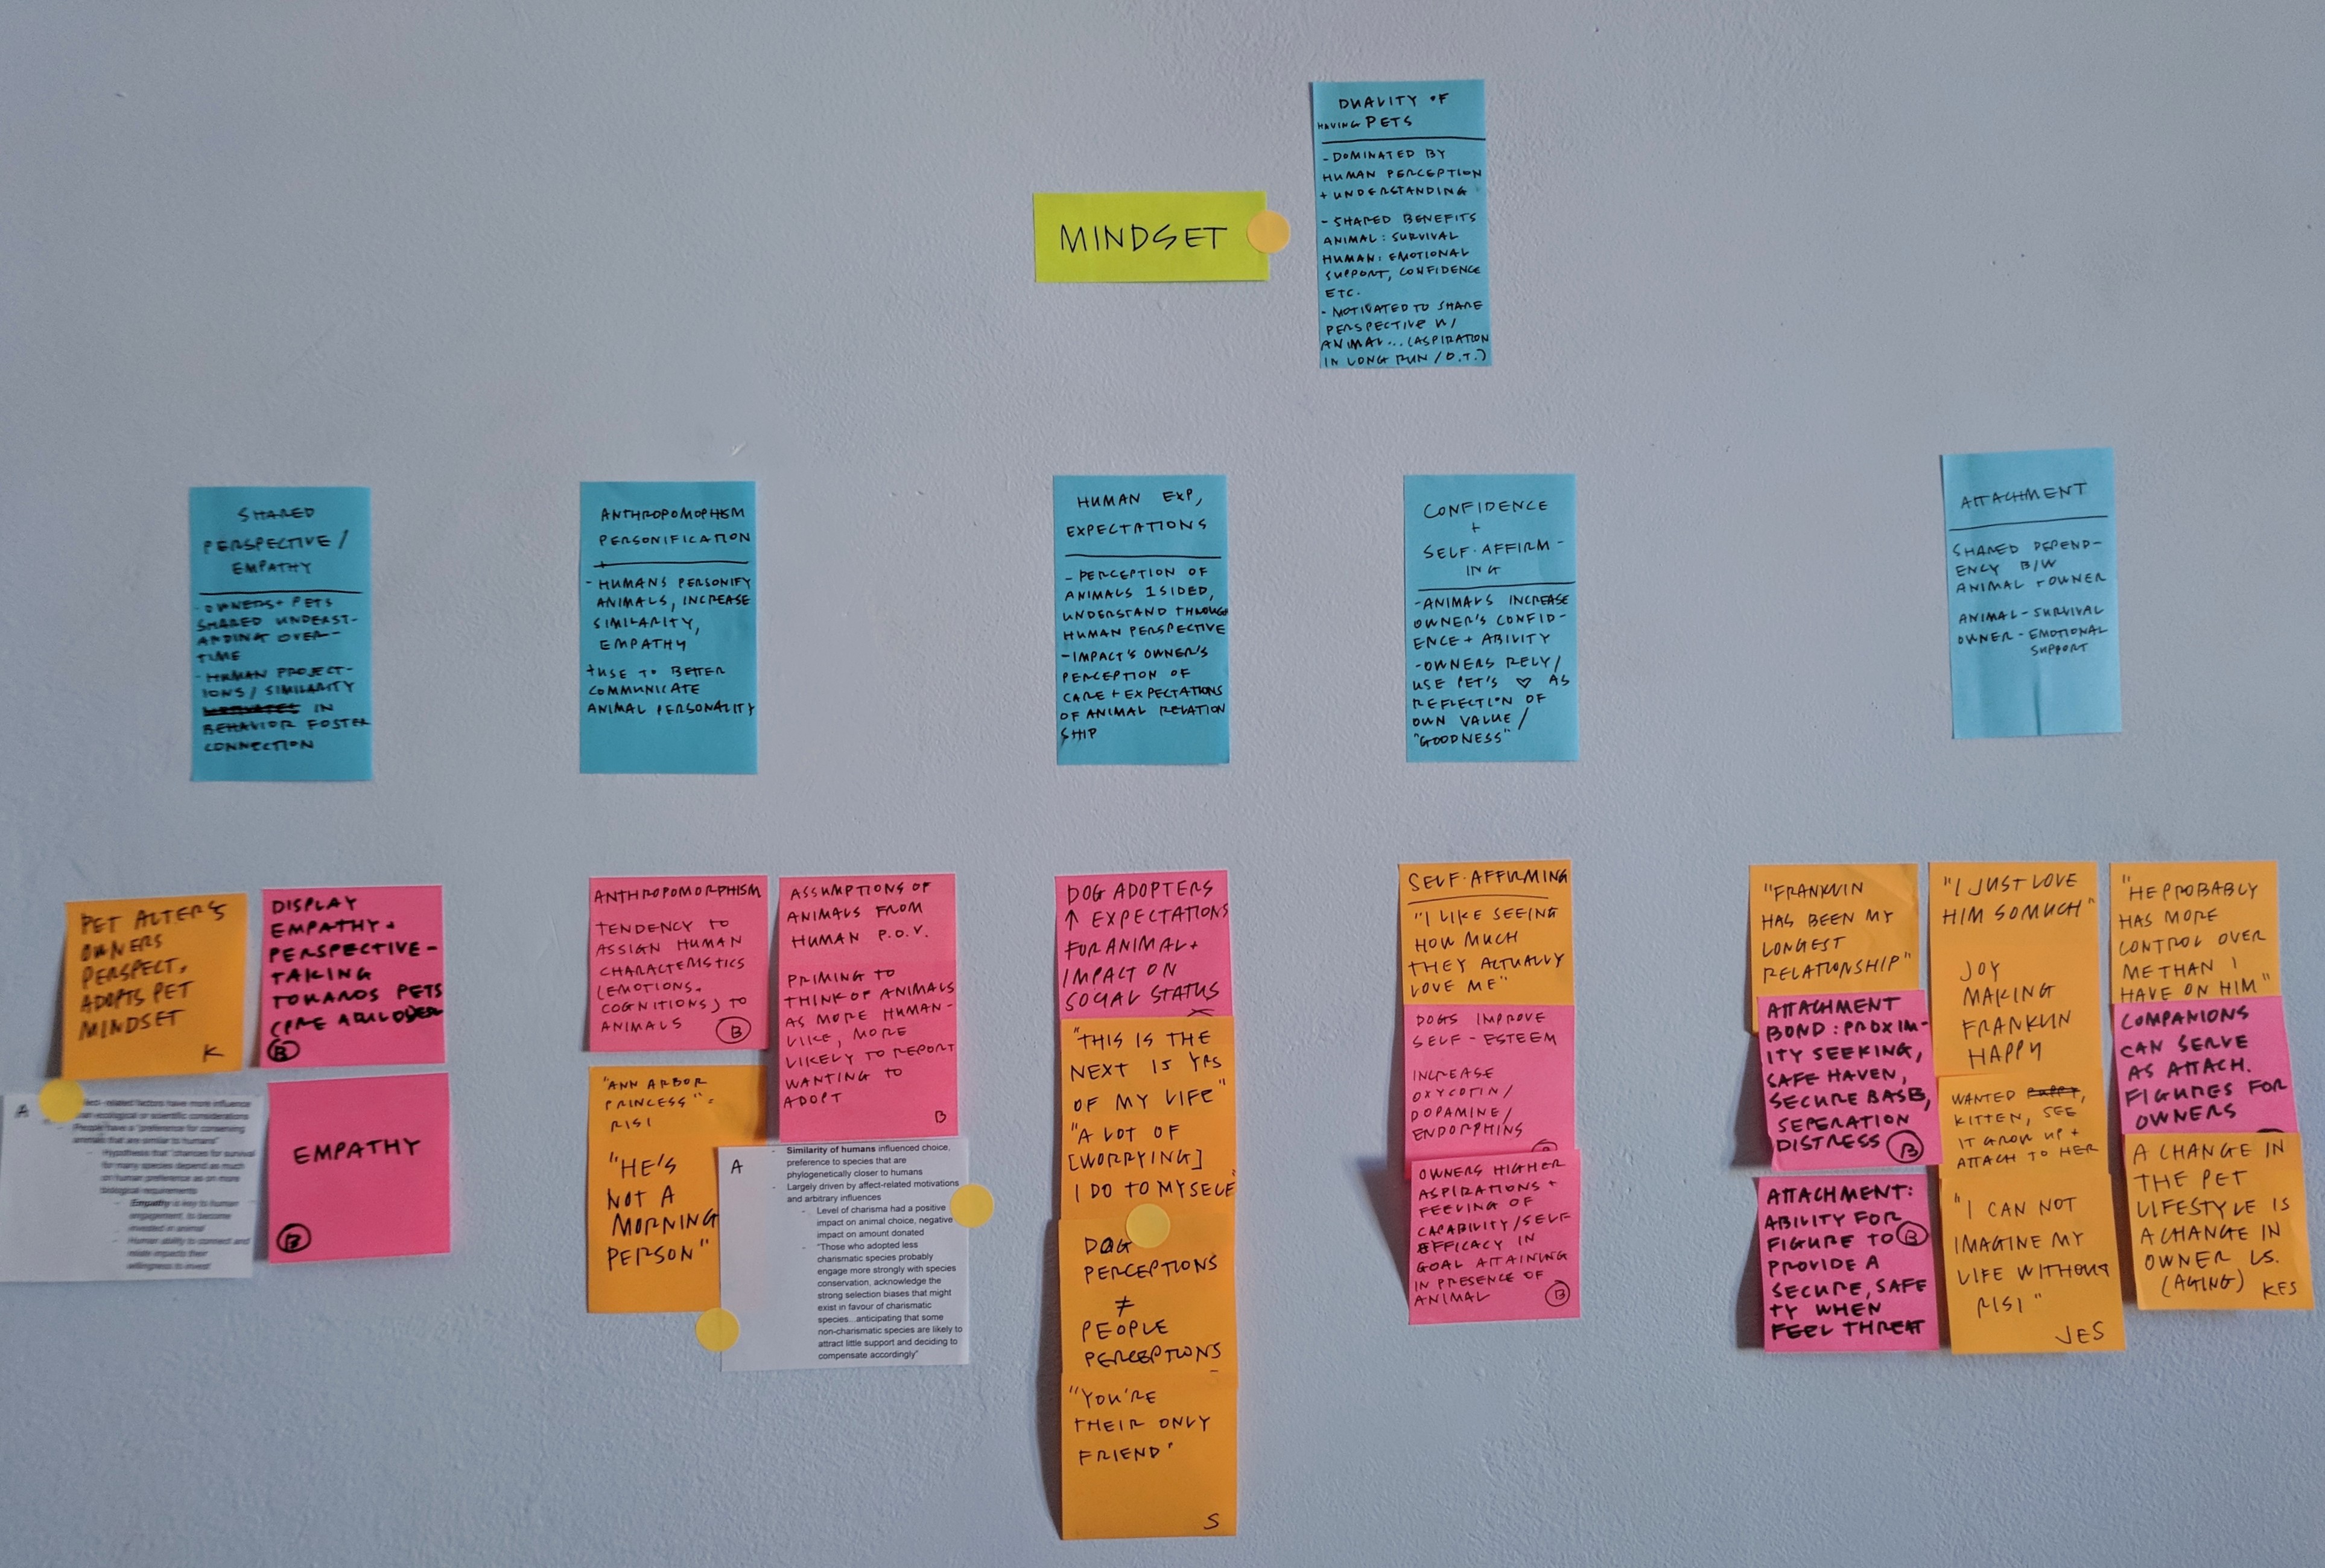 DUALITY OF
HAVING PETS
- DOMINATED BY
HUMAN PERCEPTION
+ UNDERSTANDING
- SHARED BENEFITS
ANIMAL: SURVIVAL
HUMAN: EMOTIONAL
SUPPORT, CONFIDENCE
ETC.
- MOTIVATED TO SHARE
PERSPECTIVE W/
ANIMAL... (ASPIRATION
IN LONG RUN / O.T.)
MINDSET
SHARED
PERSPECTIVE /
EMPATHY
- OWNERS + PETS
SHARED UNDERST-
ANDING OVER-
TIME
- HUMAN PROJECT-
IONS / SIMILARITY
IN
BEHAVIOR FOSTER
CONNECTION
ANTHROPOMOPHISM
+
PERSONIFICATION
- HUMANS PERSONIFY
ANIMALS, INCREASE
SIMILARITY,
EMPATHY
+ USE TO BETTER
COMMUNICATE
ANIMAL PERSONALITY
HUMAN EXP,
EXPECTATIONS
- PERCEPTION OF
ANIMALS 1 SIDED,
UNDERSTAND THROUGH
HUMAN PERSPECTIVE
- IMPACT'S OWNER'S
PERCEPTION OF
CARE + EXPECTATIONS
OF ANIMAL RELATION
SHIP
CONFIDENCE
+
SELF-AFFIRM-
ING
- ANIMALS INCREASE
OWNER'S CONFID-
ENCE + ABILITY
- OWNERS RELY /
USE PET'S ♡ AS
REFLECTION OF
OWN VALUE /
"GOODNESS"
ATTACHMENT
SHARED DEPEND-
ENCY B/W
ANIMAL + OWNER
ANIMAL - SURVIVAL
OWNER - EMOTIONAL
SUPPORT
PET ALTERS
OWNERS
PERSPECT,
ADOPTS PET
MINDSET
K
DISPLAY
EMPATHY +
PERSPECTIVE-
TAKING
TOWARDS PETS
B
A
-related factors have more influence
than ecological or scientific considerations
People have a "preference for conserving
animals that are similar to humans"
- Hypothesis that "chances for survival
for many species depend as much
on human preference as on more
biological requirements
- Empathy is key to human
engagement, to become
invested in animal
- Human ability to connect and
relate impacts their
willingness to invest
EMPATHY
B
ANTHROPOMORPHISM
TENDENCY TO
ASSIGN HUMAN
CHARACTERISTICS
(EMOTIONS,
COGNITIONS) TO
ANIMALS
B
ASSUMPTIONS OF
ANIMALS FROM
HUMAN P.O.V.
PRIMING TO
THINK OF ANIMALS
AS MORE HUMAN-
LIKE, MORE
LIKELY TO REPORT
WANTING TO
ADOPT
B
"ANN ARBOR
PRINCESS" -
RISI
"HE'S
NOT A
MORNING
PERSON"
A
- Similarity of humans influenced choice,
preference to species that are
phylogenetically closer to humans
- Largely driven by affect-related motivations
and arbitrary influences
- Level of charisma had a positive
impact on animal choice, negative
impact on amount donated
- "Those who adopted less
charismatic species probably
engage more strongly with species
conservation, acknowledge the
strong selection biases that might
exist in favour of charismatic
species...anticipating that some
non-charismatic species are likely to
attract little support and deciding to
compensate accordingly"
DOG ADOPTERS
↑ EXPECTATIONS
FOR ANIMAL +
IMPACT ON
SOCIAL STATUS
"THIS IS THE
NEXT 15 YRS
OF MY LIFE"
"A LOT OF
[WORRYING]
I DO TO MYSELF"
DOG
PERCEPTIONS
≠
PEOPLE
PERCEPTIONS
"YOU'RE
THEIR ONLY
FRIEND"
S
SELF-AFFIRMING
"I LIKE SEEING
HOW MUCH
THEY ACTUALLY
LOVE ME"
DOGS IMPROVE
SELF-ESTEEM
INCREASE
OXYCOTIN /
DOPAMINE /
ENDORPHINS
OWNERS HIGHER
ASPIRATIONS +
FEELING OF
CAPABILITY / SELF
EFFICACY IN
GOAL ATTAINING
IN PRESENCE OF
ANIMAL
B
"FRANKLIN
HAS BEEN MY
LONGEST
RELATIONSHIP"
ATTACHMENT
BOND: PROXIM-
ITY SEEKING,
SAFE HAVEN,
SECURE BASE,
SEPERATION
DISTRESS
B
ATTACHMENT:
ABILITY FOR
FIGURE TO
B
PROVIDE A
SECURE, SAFE
TY WHEN
FEEL THREAT
"I JUST LOVE
HIM SO MUCH"
JOY
MAKING
FRANKLIN
HAPPY
WANTED PUPPY,
KITTEN, SEE
IT GROW UP +
ATTACH TO HER
"I CAN NOT
IMAGINE MY
LIFE WITHOUT
RISI"
JES
"HE PROBABLY
HAS MORE
CONTROL OVER
ME THAN I
HAVE ON HIM"
COMPANIONS
CAN SERVE
AS ATTACH.
FIGURES FOR
OWNERS
A CHANGE IN
THE PET
LIFESTYLE IS
A CHANGE IN
OWNER LS.
(AGING)
KES